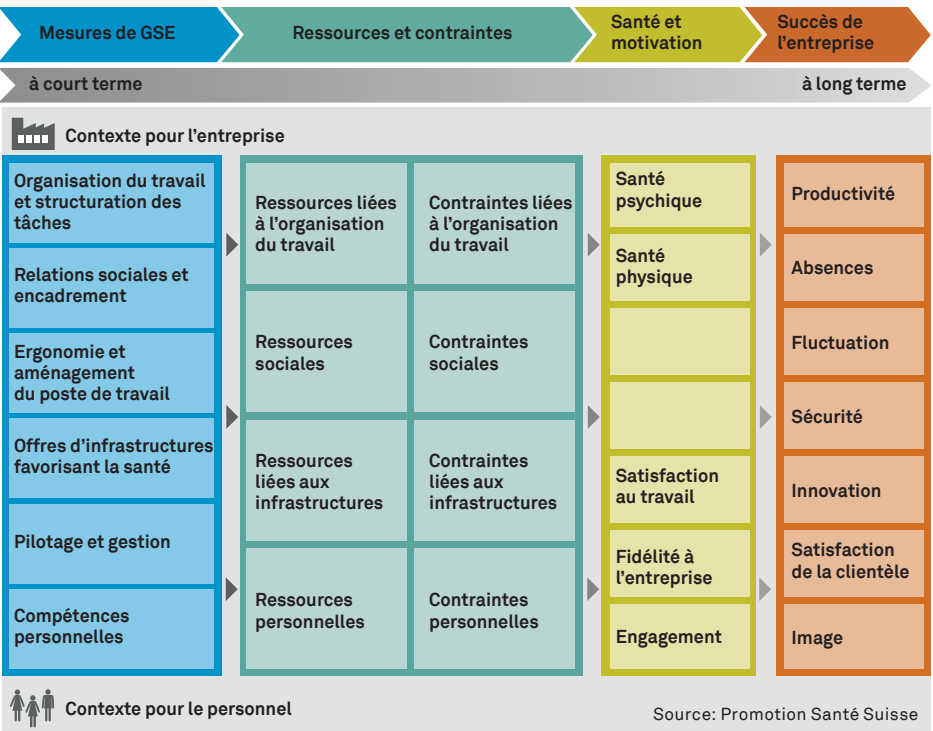 Mesures de GSE
Ressources et contraintes
Santé et
motivation
Succès de
l'entreprise
à court terme
à long terme
Contexte pour l'entreprise
Organisation du travail
et structuration des
tâches
Relations sociales et
encadrement
Ergonomie et
aménagement
du poste de travail
Offres d'infrastructures
favorisant la santé
Pilotage et gestion
Compétences
personnelles
Ressources liées
à l'organisation
du travail
Ressources
sociales
Ressources
liées aux
infrastructures
Ressources
personnelles
Contraintes liées
à l'organisation
du travail
Contraintes
sociales
Contraintes
liées aux
infrastructures
Contraintes
personnelles
Santé
psychique
Santé
physique
Satisfaction
au travail
Fidélité à
l'entreprise
Engagement
Productivité
Absences
Fluctuation
Sécurité
Innovation
Satisfaction
de la clientèle
Image
Contexte pour le personnel
Source: Promotion Santé Suisse